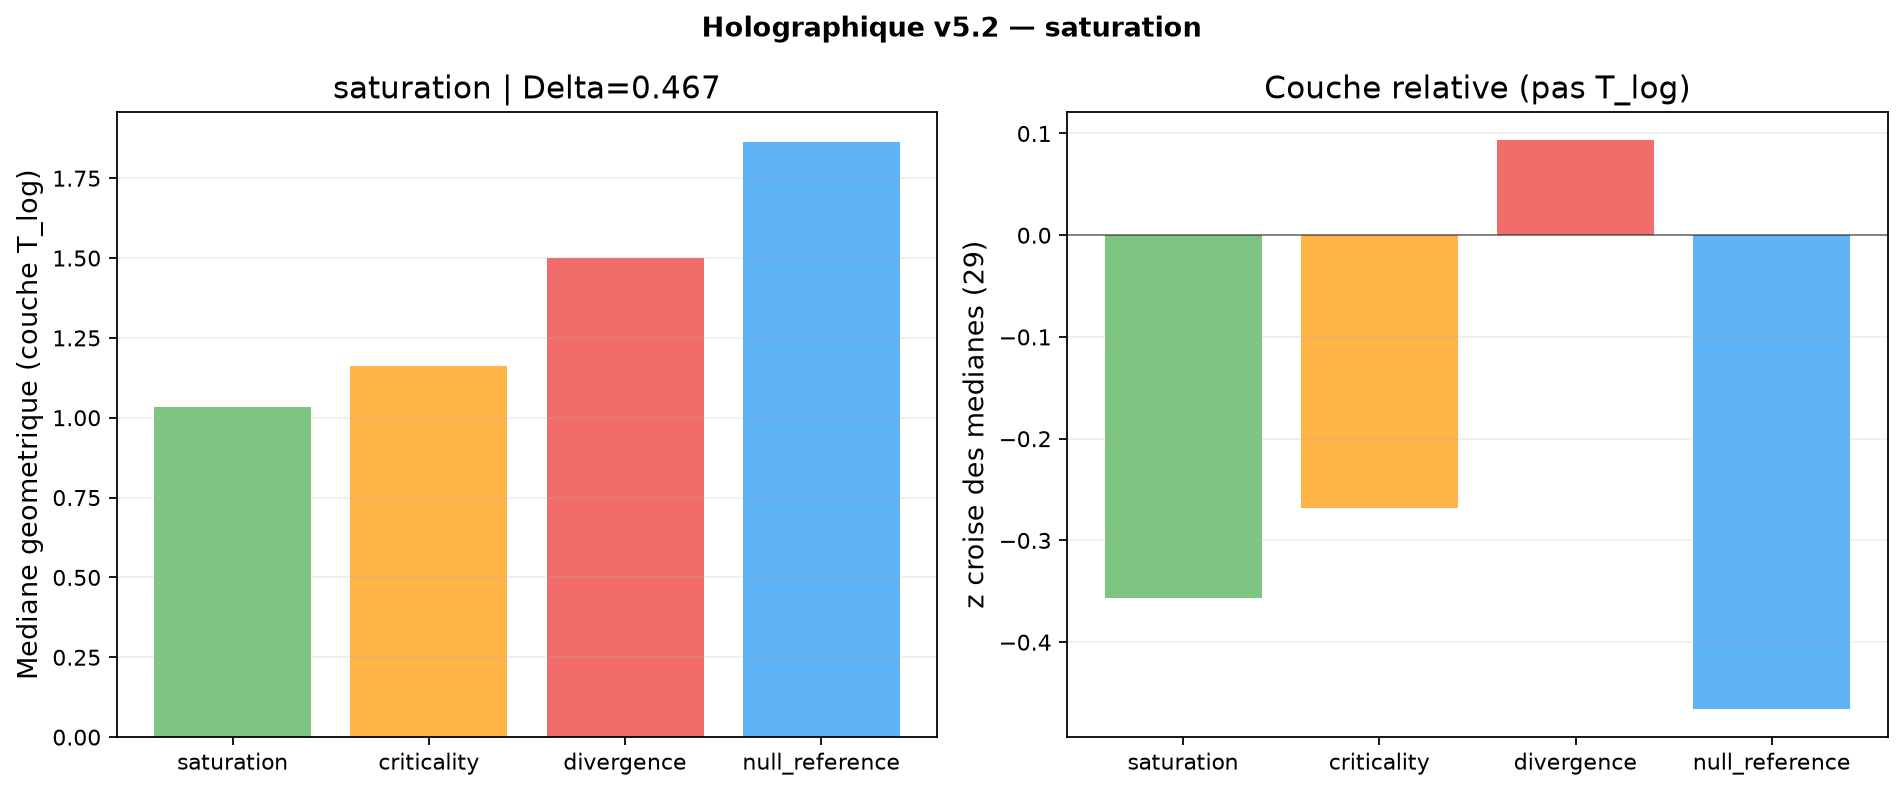 Holographique v5.2 — saturation
saturation | Delta=0.467
Mediane geometrique (couche T_log)
1.75
1.50
1.25
1.00
0.75
0.50
0.25
0.00
saturation
criticality
divergence
null_reference
Couche relative (pas T_log)
z croise des medianes (29)
0.1
0.0
−0.1
−0.2
−0.3
−0.4
saturation
criticality
divergence
null_reference